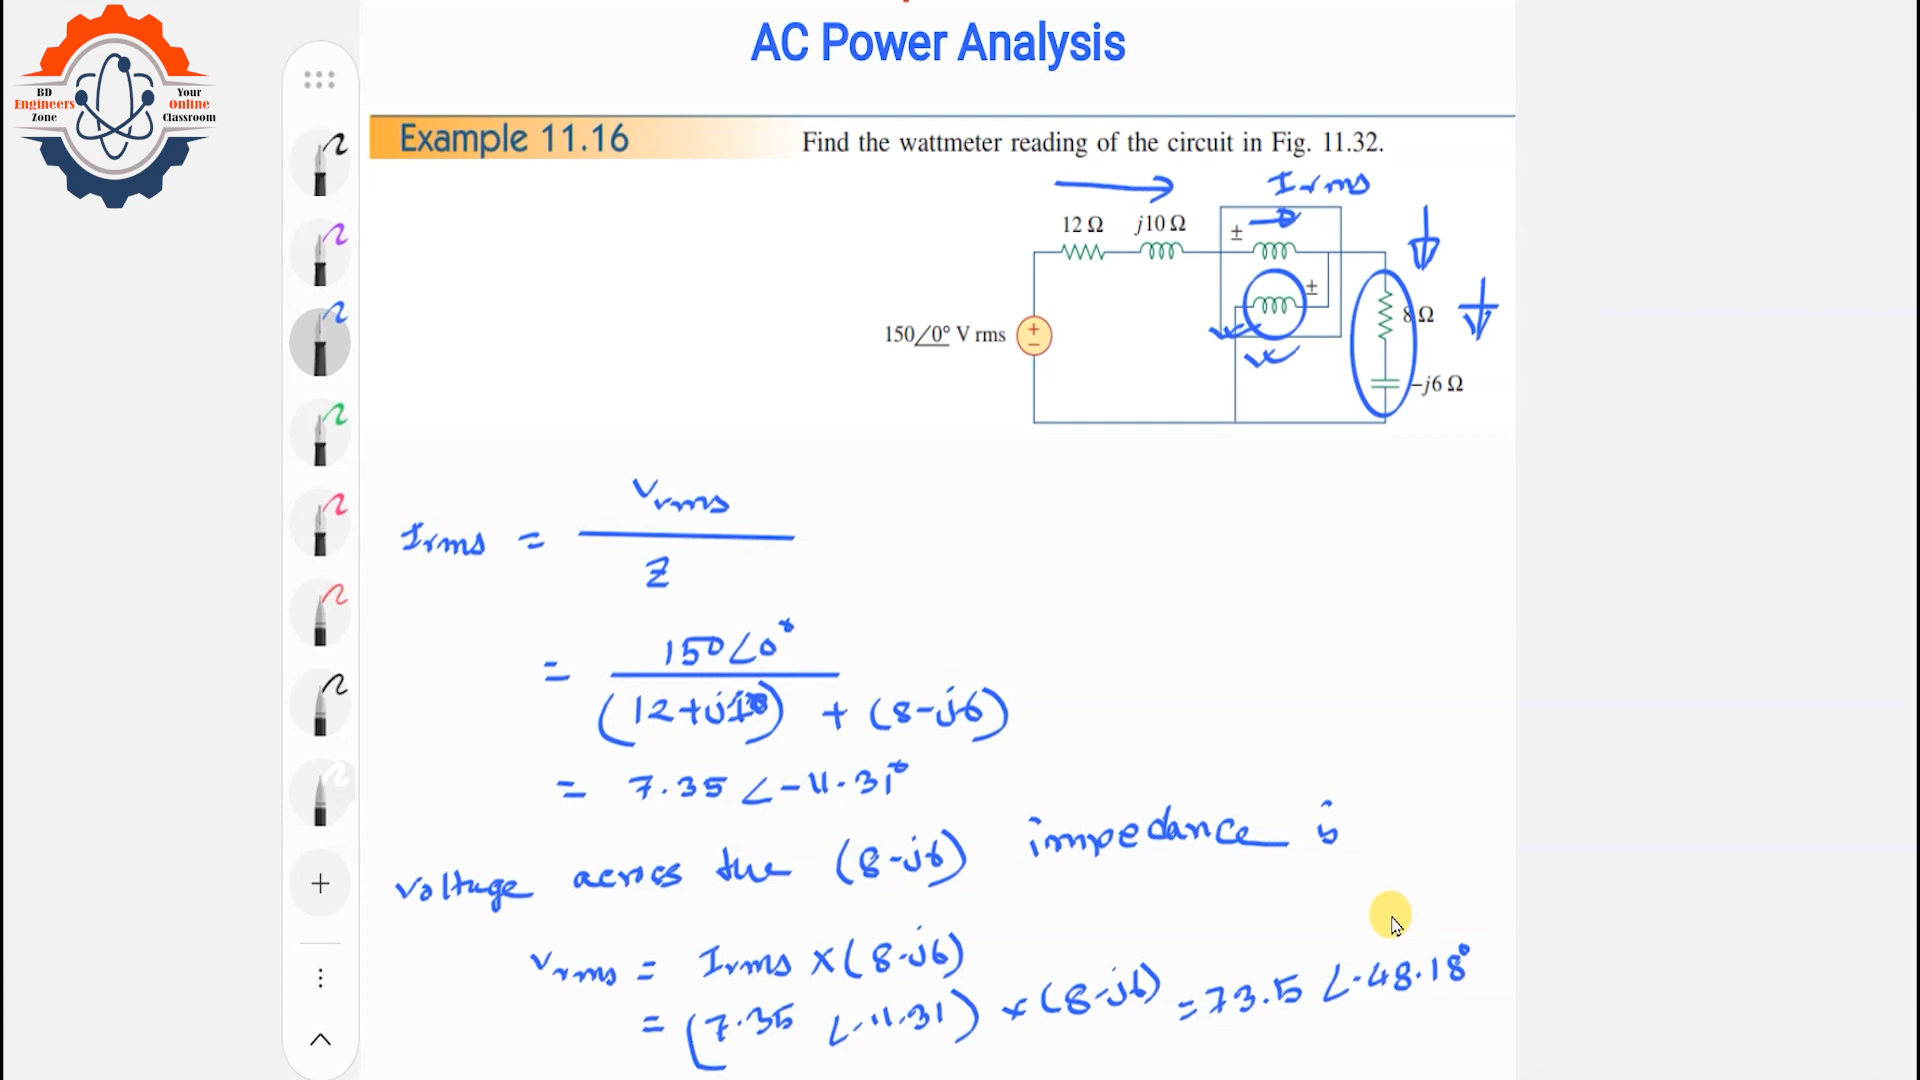 AC Power Analysis
BD
Engineers
Zone
Your
Online
Classroom
Example 11.16
Find the wattmeter reading of the circuit in Fig. 11.32.
Irms
12 Ω
j10 Ω
±
±
8 Ω
150∠0° V rms
+
−
−j6 Ω
Irms = Vrms / Z
= 150∠0° / (12+j10) + (8-j6)
= 7.35 ∠-11.31°
voltage across the (8-j6) impedance is
Vrms = Irms × (8-j6)
= (7.35 ∠-11.31) × (8-j6) = 73.5 ∠-48.18°